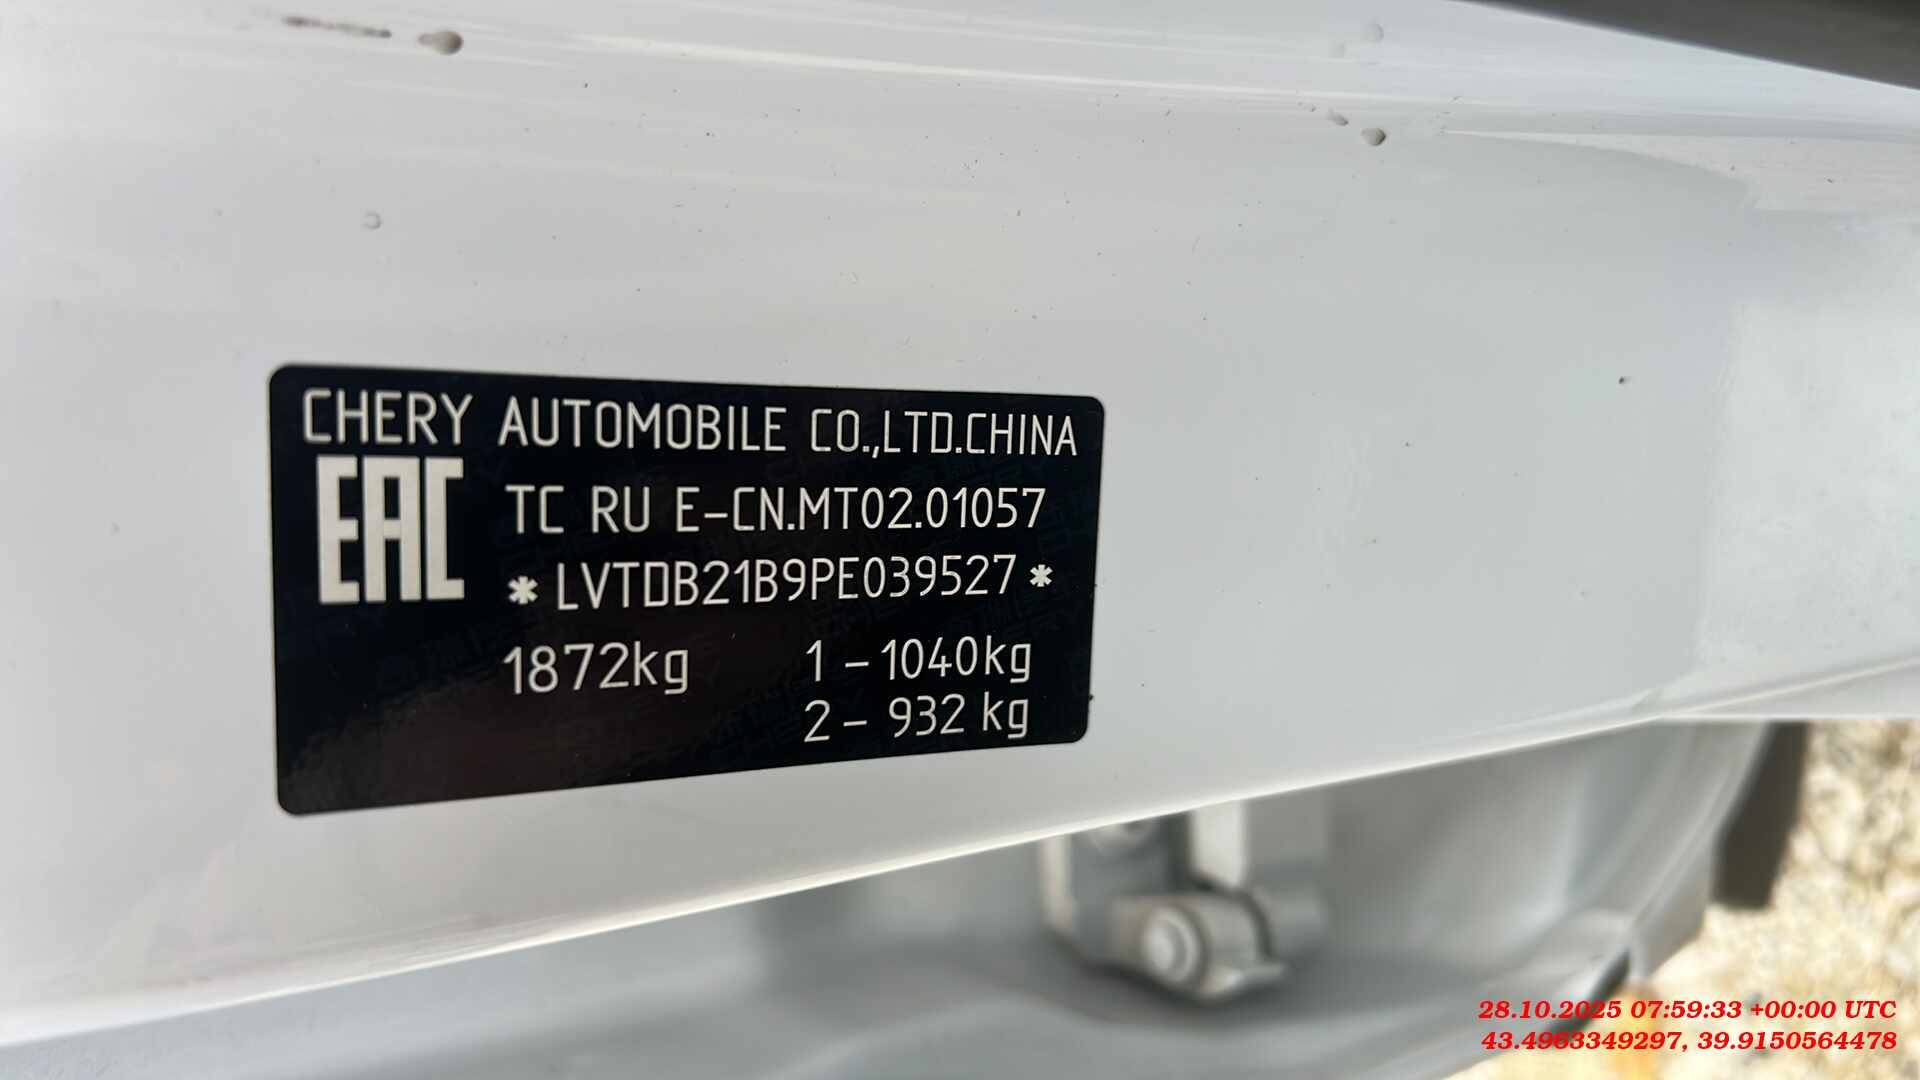 CHERY AUTOMOBILE CO.,LTD.CHINA
EAC
TC RU E-CN.MT02.01057
*LVTDB21B9PE039527*
1872kg 1-1040kg
2-932 kg
28.10.2025 07:59:33 +00:00 UTC
43.4963349297, 39.9150564478